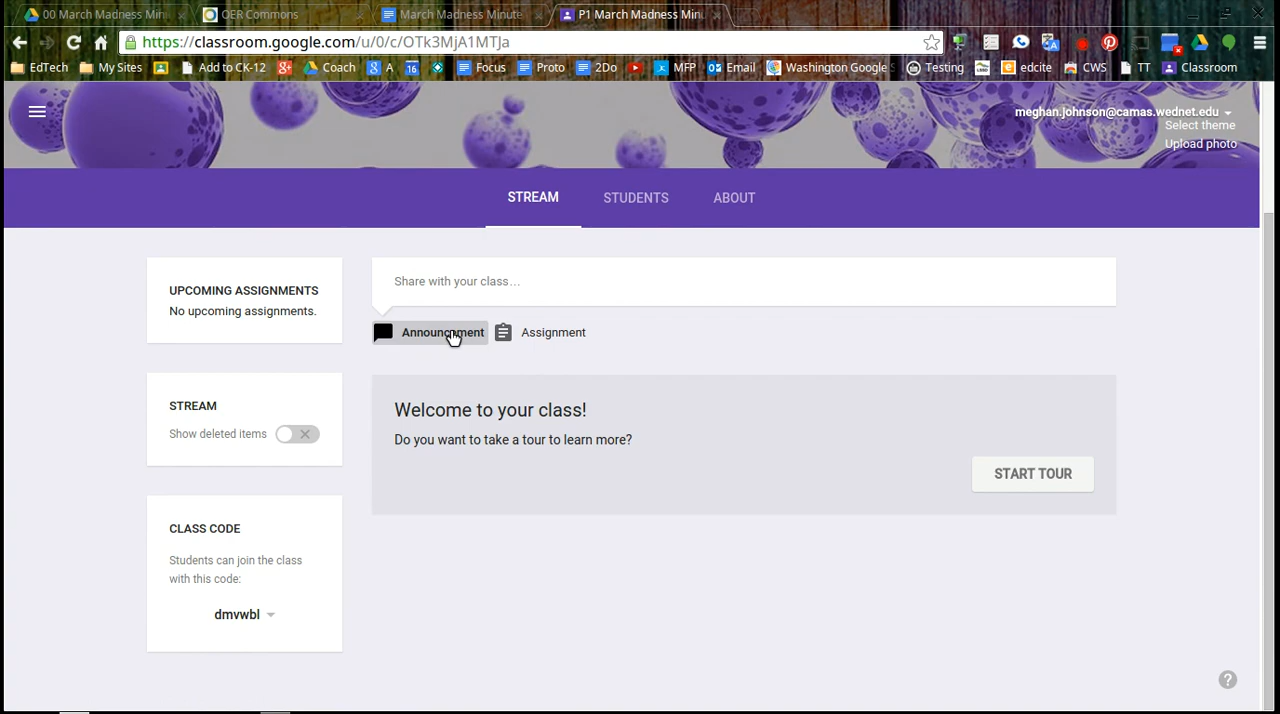 00 March Madness Min
OER Commons
March Madness Minute
P1 March Madness Minu
https://classroom.google.com/u/0/c/OTk3MjA1MTJa
EdTech
My Sites
Add to CK-12
Coach
A
16
Focus
Proto
2Do
MFP
Email
Washington Google
Testing
edcite
CWS
TT
Classroom
meghan.johnson@camas.wednet.edu
Select theme
Upload photo
STREAM
STUDENTS
ABOUT
UPCOMING ASSIGNMENTS
No upcoming assignments.
Share with your class...
Announcement
Assignment
STREAM
Show deleted items
Welcome to your class!
Do you want to take a tour to learn more?
START TOUR
CLASS CODE
Students can join the class
with this code:
dmvwbl